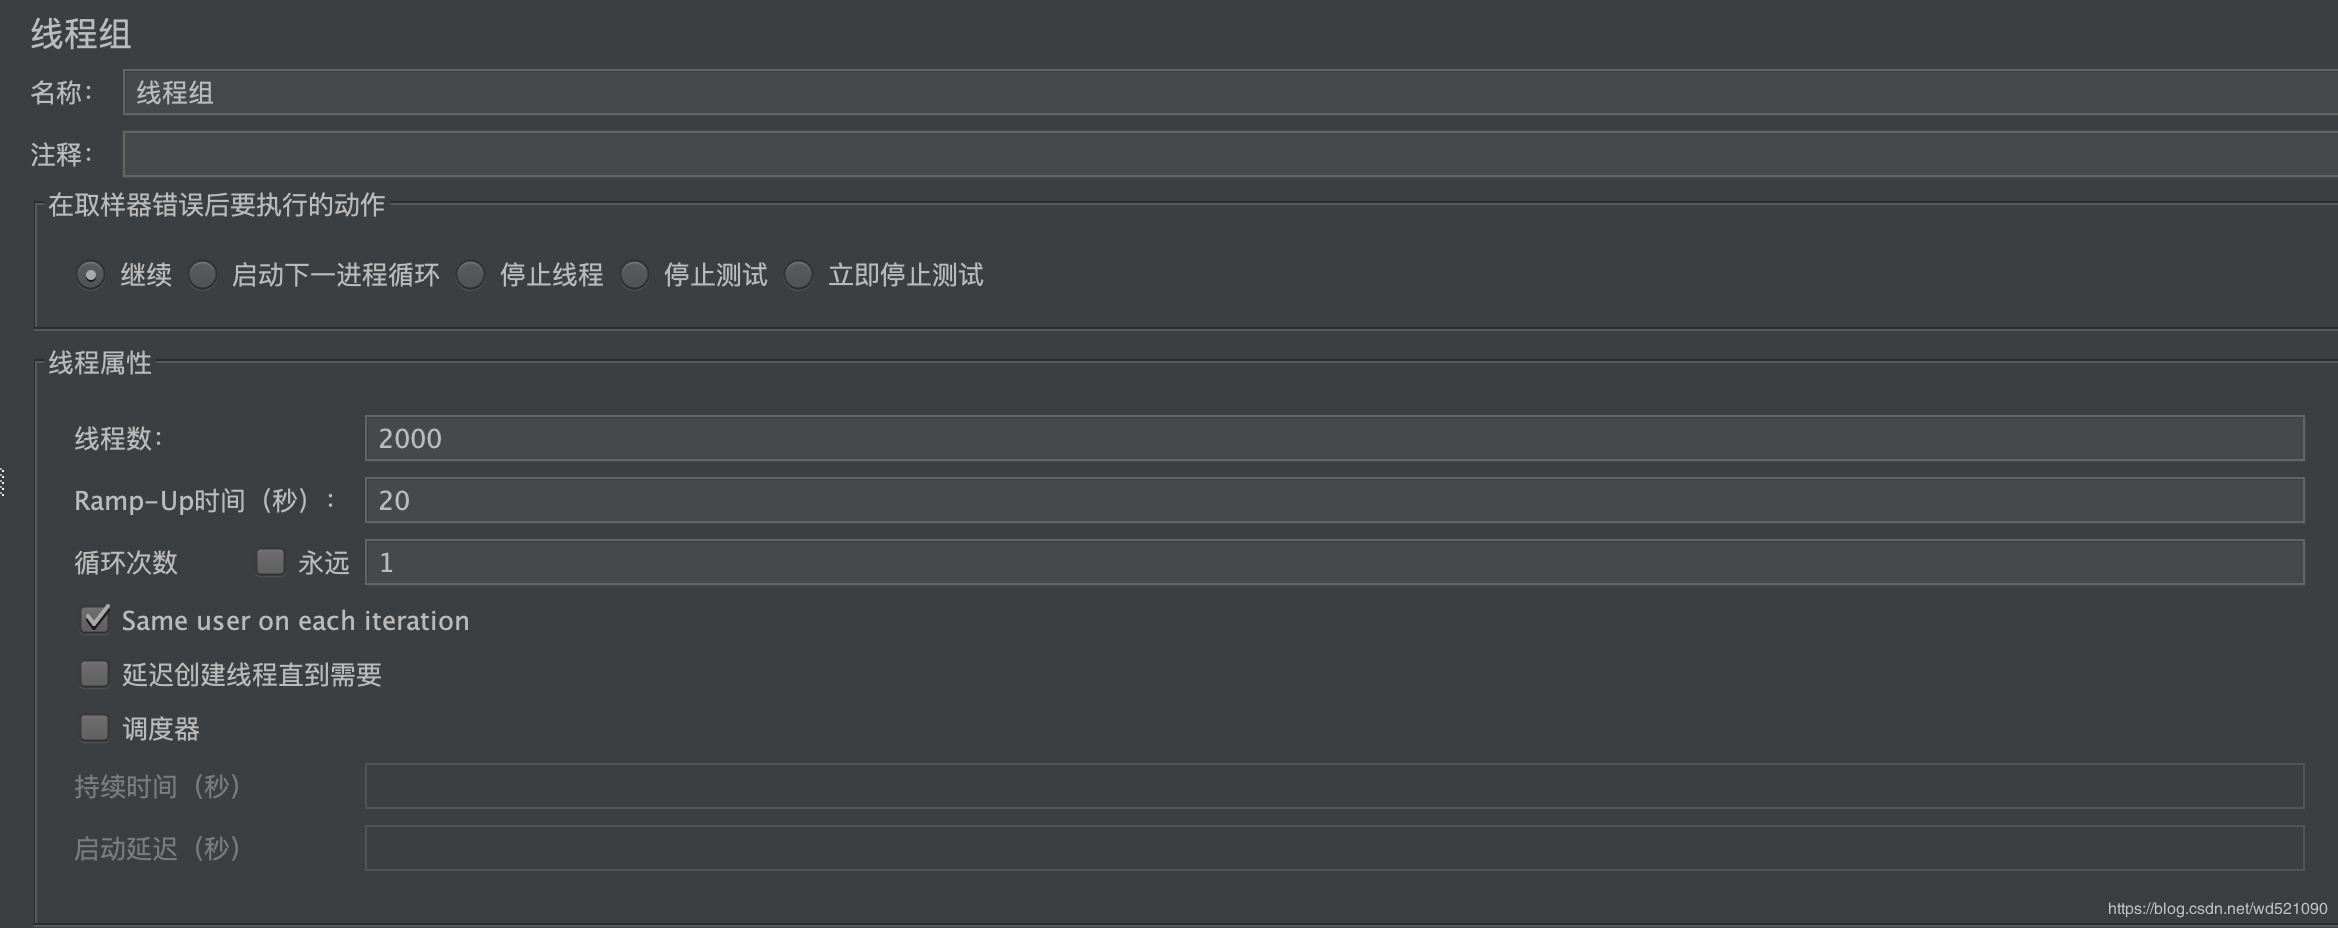 线程组
名称： 线程组
注释：
在取样器错误后要执行的动作
继续 启动下一进程循环 停止线程 停止测试 立即停止测试
线程属性
线程数： 2000
Ramp-Up时间（秒）： 20
循环次数 永远 1
Same user on each iteration
延迟创建线程直到需要
调度器
持续时间（秒）
启动延迟（秒）
https://blog.csdn.net/wd521090